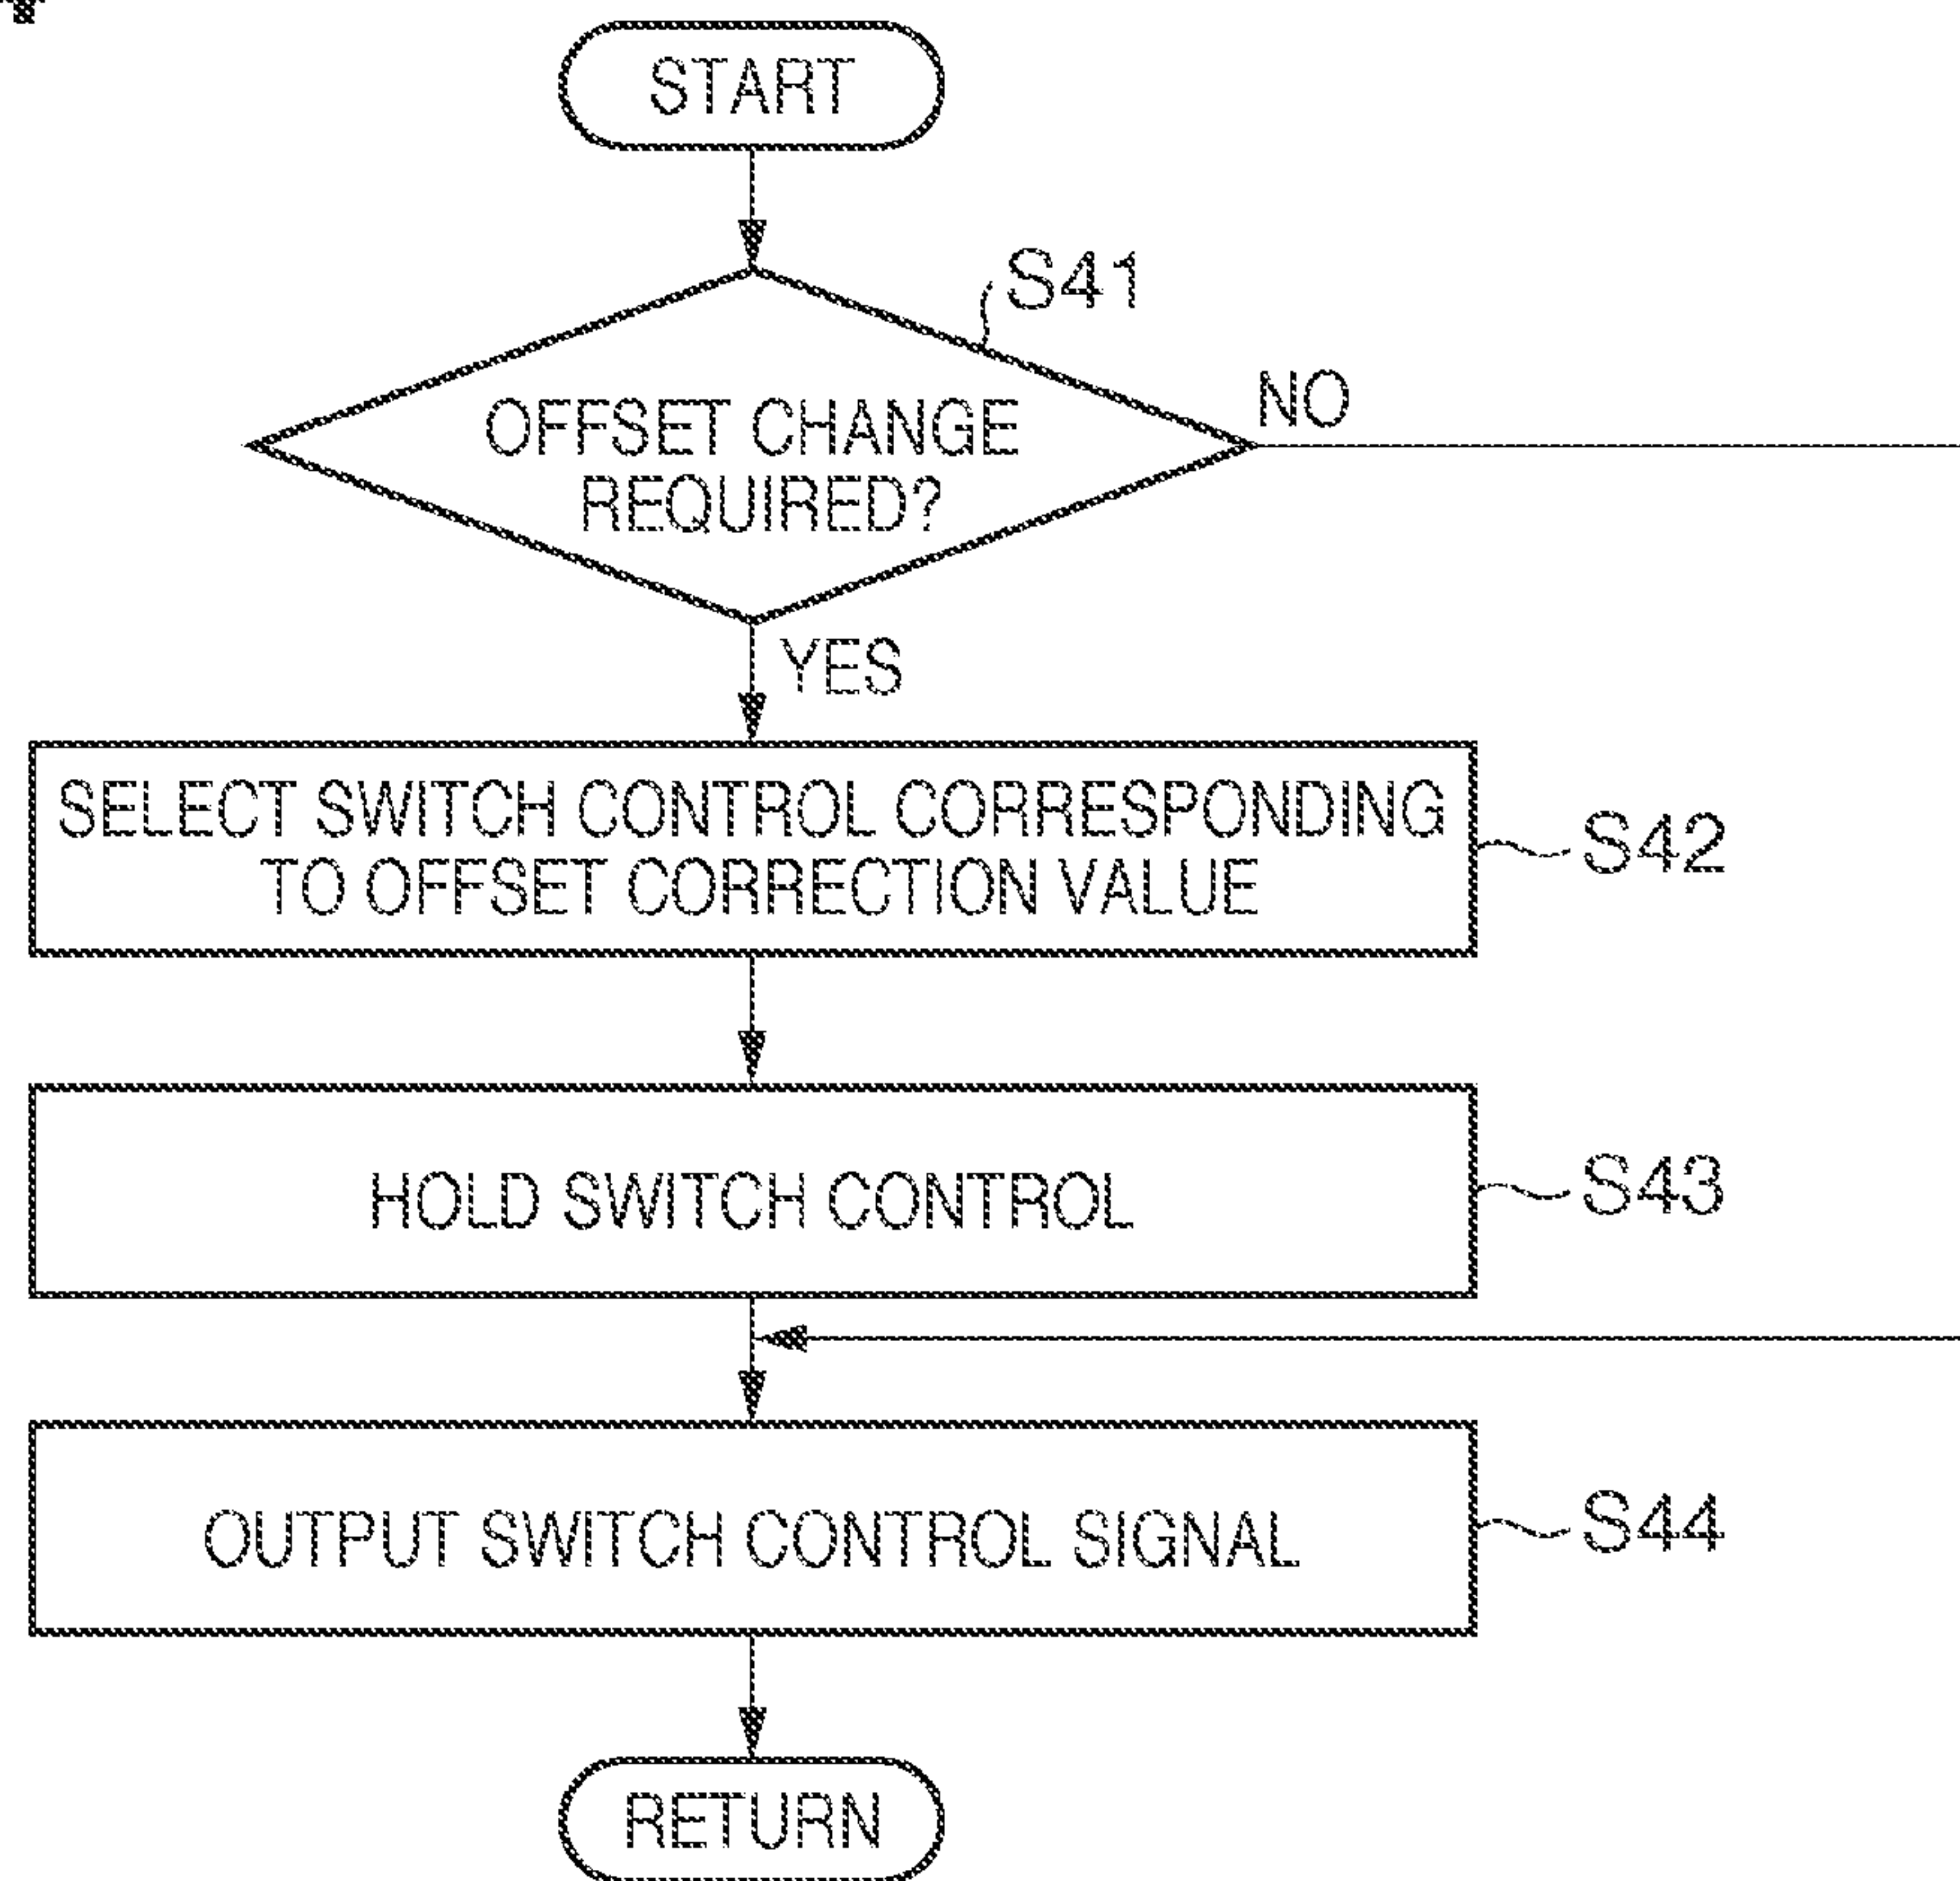 START
S41
OFFSET CHANGE
REQUIRED?
NO
YES
SELECT SWITCH CONTROL CORRESPONDING
TO OFFSET CORRECTION VALUE
S42
HOLD SWITCH CONTROL
S43
OUTPUT SWITCH CONTROL SIGNAL
S44
RETURN